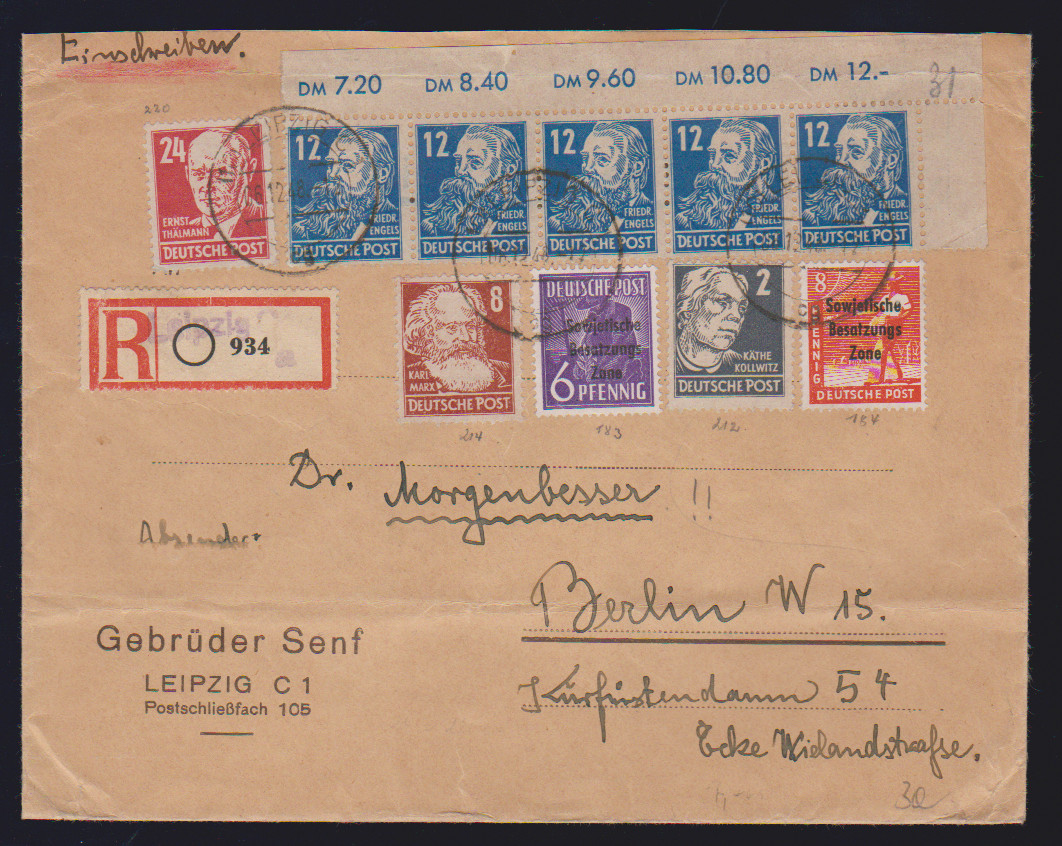 Einschreiben.
DM 7.20 DM 8.40 DM 9.60 DM 10.80 DM 12.- 31
220
24 ERNST THÄLMANN DEUTSCHE POST
12 FRIEDR. ENGELS DEUTSCHE POST
12 FRIEDR. ENGELS DEUTSCHE POST
12 FRIEDR. ENGELS DEUTSCHE POST
12 FRIEDR. ENGELS DEUTSCHE POST
12 FRIEDR. ENGELS DEUTSCHE POST
LEIPZIG
R Leipzig 934 a
8 KARL MARX DEUTSCHE POST
DEUTSCHE POST Sowjetische Besatzungs Zone 6 PFENNIG
2 KÄTHE KOLLWITZ DEUTSCHE POST
8 PFENNIG Sowjetische Besatzungs Zone DEUTSCHE POST
214 183 212 184
Dr. Morgenbesser !!
Absender:
Berlin W 15.
Gebrüder Senf
LEIPZIG C 1
Postschließfach 105
Kurfürstendamm 54
Ecke Wielandstraße.